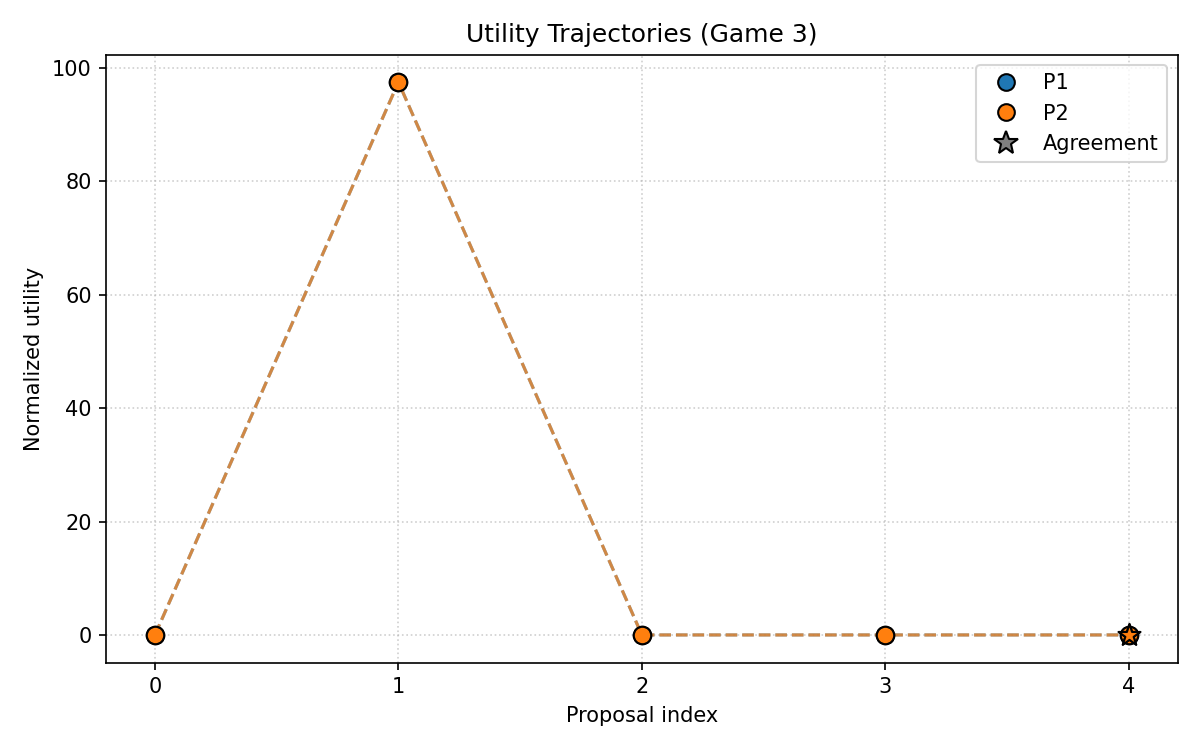 Utility Trajectories (Game 3)
100
80
60
40
20
0
Normalized utility
P1
P2
Agreement
0 1 2 3 4
Proposal index